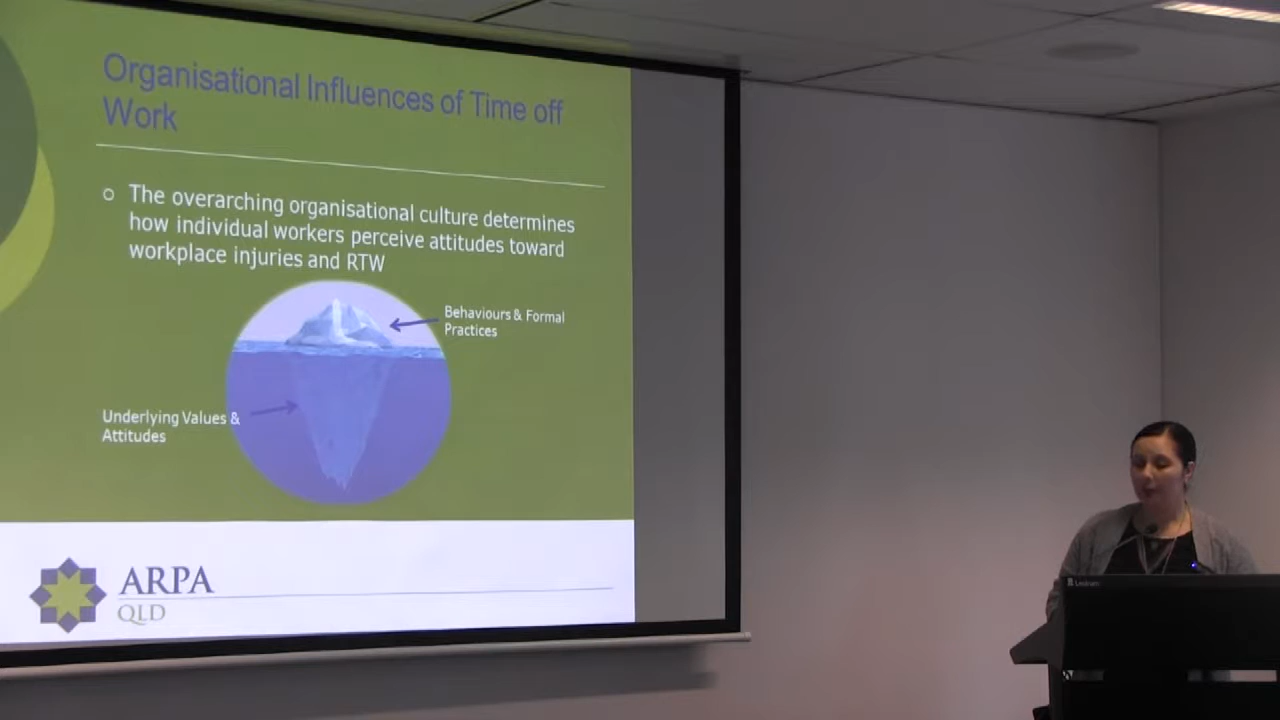 Organisational Influences of Time off
Work
The overarching organisational culture determines
how individual workers perceive attitudes toward
workplace injuries and RTW
Behaviours & Formal
Practices
Underlying Values &
Attitudes
ARPA
QLD
Lectrum